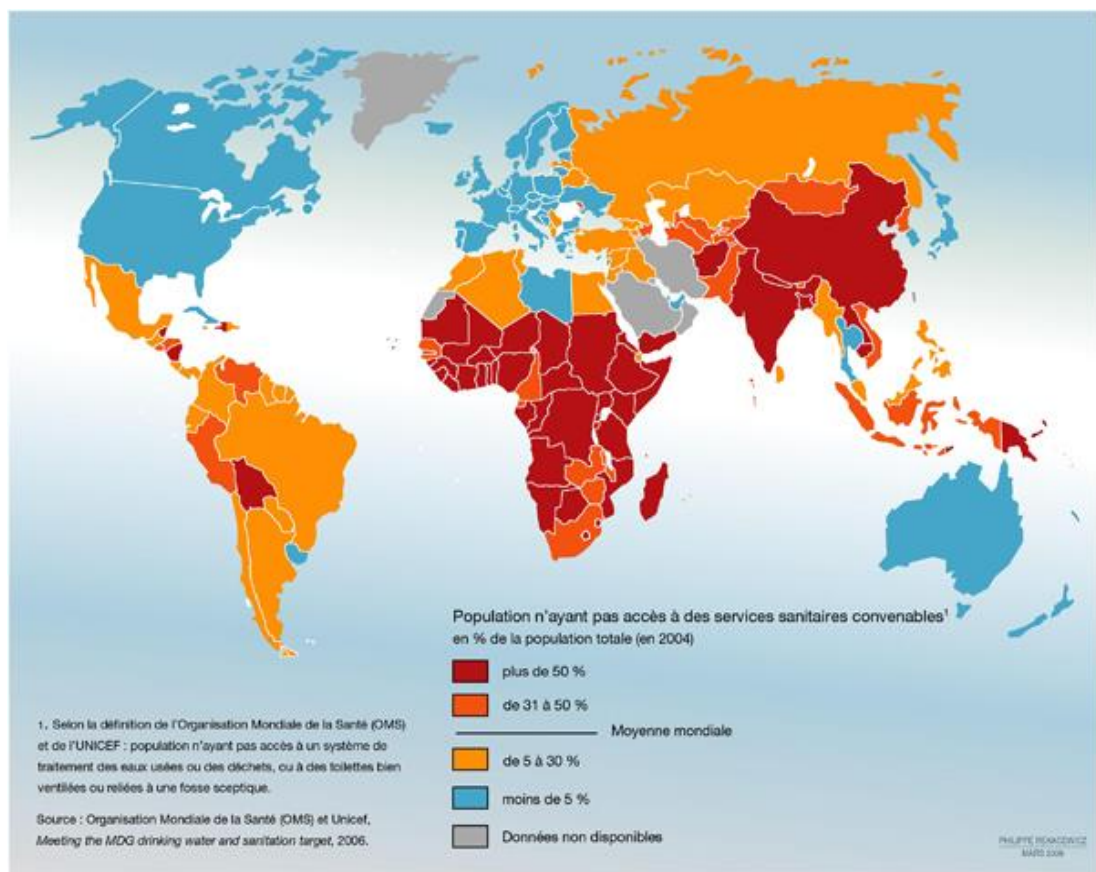 Population n'ayant pas accès à des services sanitaires convenables¹
en % de la population totale (en 2004)
plus de 50 %
de 31 à 50 %
Moyenne mondiale
de 5 à 30 %
moins de 5 %
Données non disponibles
1. Selon la définition de l'Organisation Mondiale de la Santé (OMS)
et de l'UNICEF : population n'ayant pas accès à un système de
traitement des eaux usées ou des déchets, ou à des toilettes bien
ventilées ou reliées à une fosse sceptique.
Source : Organisation Mondiale de la Santé (OMS) et Unicef,
Meeting the MDG drinking water and sanitation target, 2006.
PHILIPPE REKACEWICZ